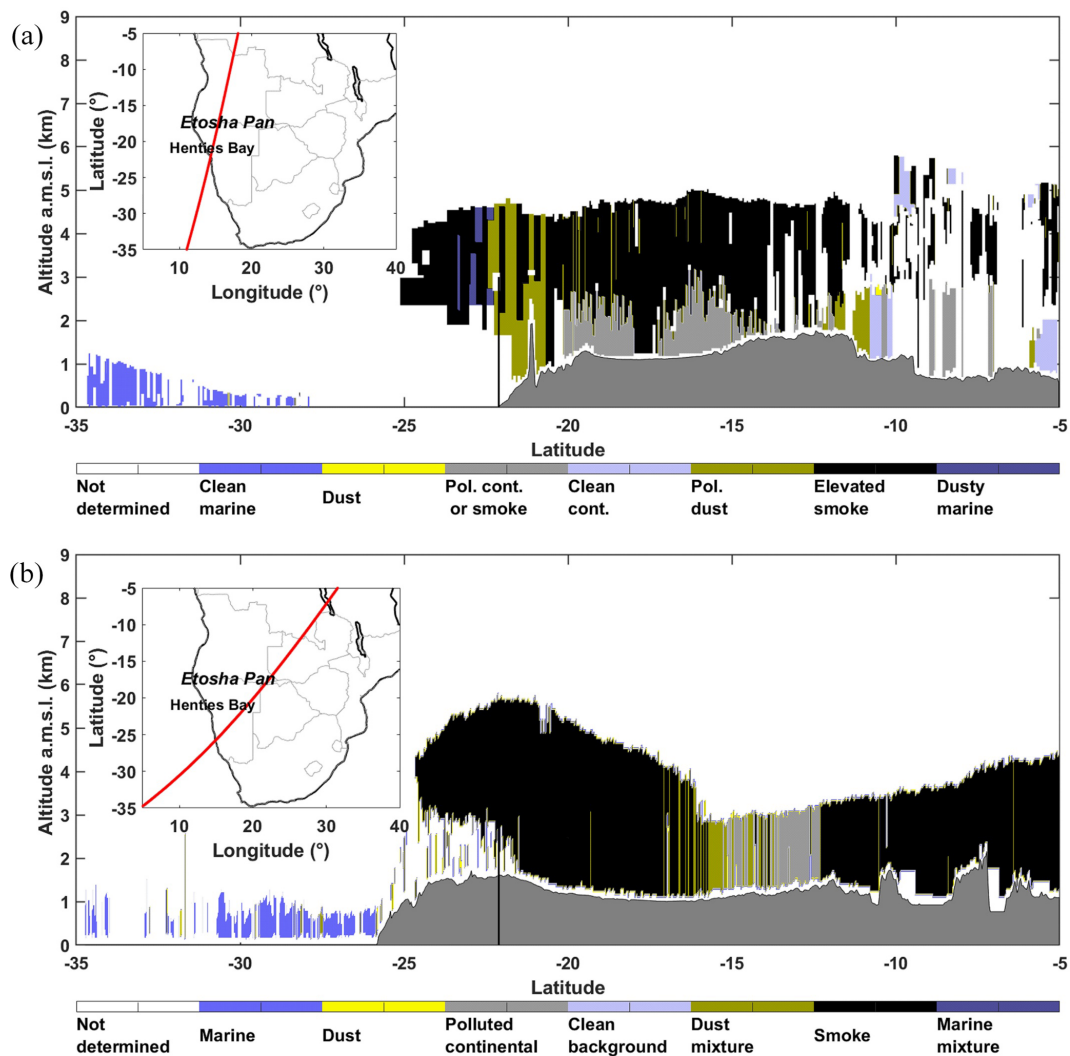 (a)
Altitude a.m.s.l. (km)
9
8
7
6
5
4
3
2
1
0
Latitude (°)
-5
-10
-15
-20
-25
-30
-35
Etosha Pan
Henties Bay
10 20 30 40
Longitude (°)
-35 -30 -25 -20 -15 -10 -5
Latitude
Not determined
Clean marine
Dust
Pol. cont. or smoke
Clean cont.
Pol. dust
Elevated smoke
Dusty marine
(b)
Altitude a.m.s.l. (km)
9
8
7
6
5
4
3
2
1
0
Latitude (°)
-5
-10
-15
-20
-25
-30
-35
Etosha Pan
Henties Bay
10 20 30 40
Longitude (°)
-35 -30 -25 -20 -15 -10 -5
Latitude
Not determined
Marine
Dust
Polluted continental
Clean background
Dust mixture
Smoke
Marine mixture